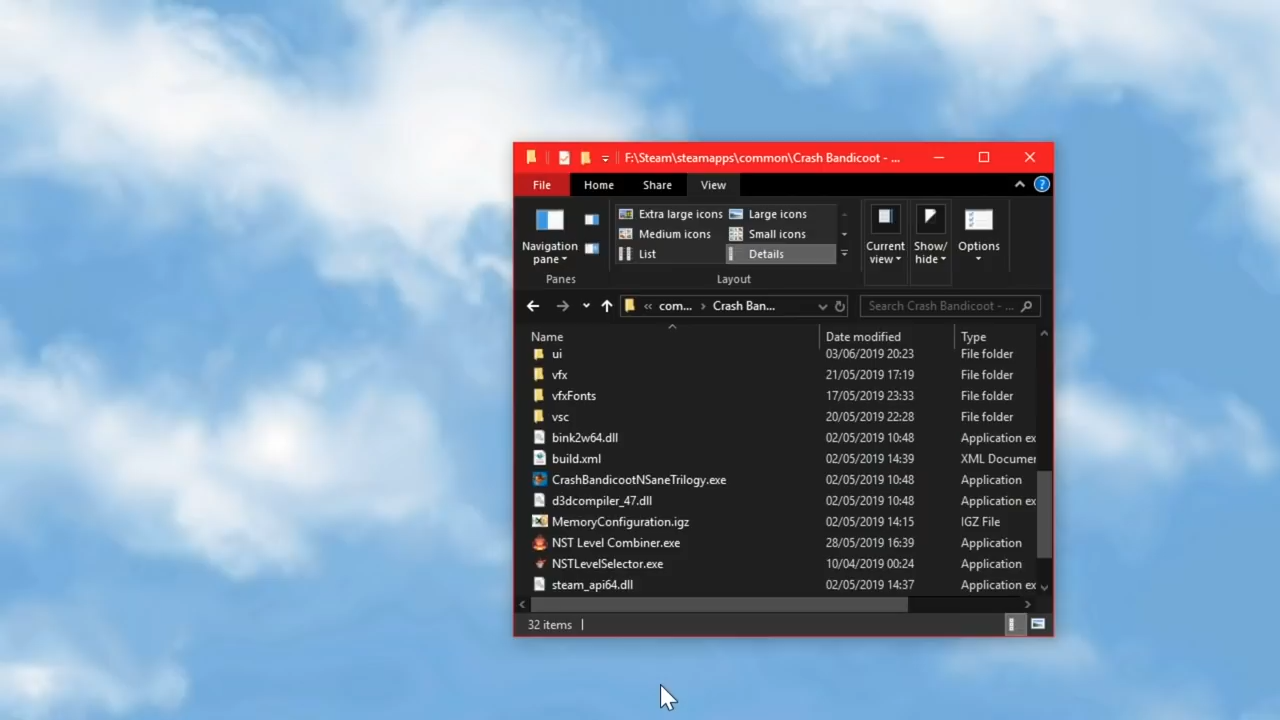 F:\Steam\steamapps\common\Crash Bandicoot - ...
File Home Share View
Navigation pane
Extra large icons Large icons
Medium icons Small icons
List Details
Current view Show/ hide Options
Panes Layout
« com... › Crash Ban... Search Crash Bandicoot - ...
Name Date modified Type
ui 03/06/2019 20:23 File folder
vfx 21/05/2019 17:19 File folder
vfxFonts 17/05/2019 23:33 File folder
vsc 20/05/2019 22:28 File folder
bink2w64.dll 02/05/2019 10:48 Application ex
build.xml 02/05/2019 14:39 XML Documer
CrashBandicootNSaneTrilogy.exe 02/05/2019 10:48 Application
d3dcompiler_47.dll 02/05/2019 10:48 Application ex
MemoryConfiguration.igz 02/05/2019 14:15 IGZ File
NST Level Combiner.exe 28/05/2019 16:39 Application
NSTLevelSelector.exe 10/04/2019 00:24 Application
steam_api64.dll 02/05/2019 14:37 Application ex
32 items